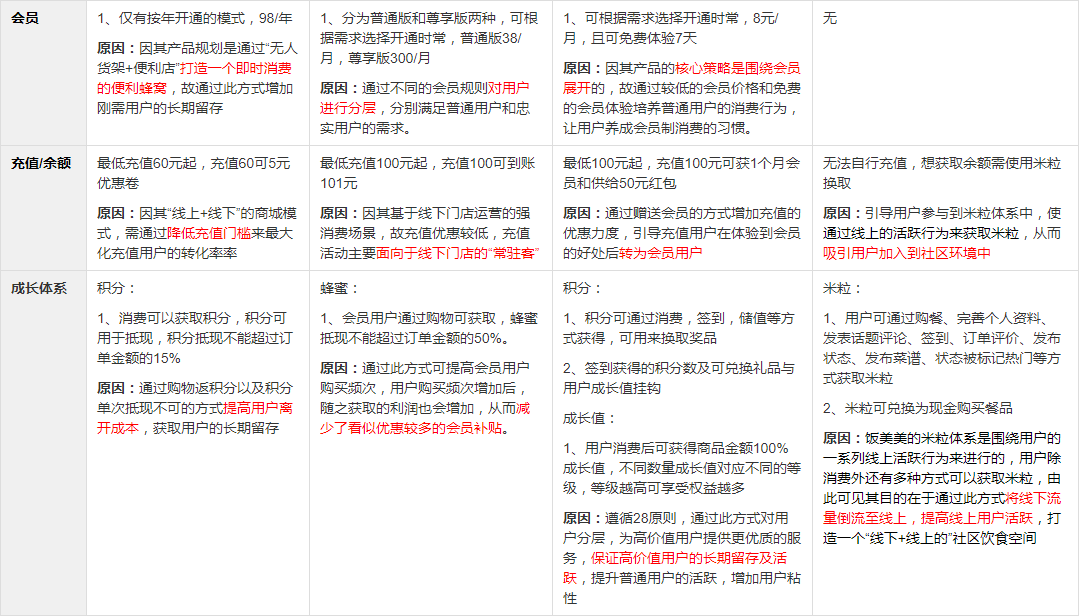 会员
1、仅有按年开通的模式，98/年
原因：因其产品规划是通过“无人
货架+便利店”打造一个即时消费
的便利蜂窝，故通过此方式增加
刚需用户的长期留存
1、分为普通版和尊享版两种，可根
据需求选择开通时常，普通版38/
月，尊享版300/月
原因：通过不同的会员规则对用户
进行分层，分别满足普通用户和忠
实用户的需求。
1、可根据需求选择开通时常，8元/
月，且可免费体验7天
原因：因其产品的核心策略是围绕会员
展开的，故通过较低的会员价格和免费
的会员体验培养普通用户的消费行为，
让用户养成会员制消费的习惯。
无
充值/余额
最低充值60元起，充值60可5元
优惠卷
原因：因其“线上+线下”的商城模
式，需通过降低充值门槛来最大
化充值用户的转化率率
最低充值100元起，充值100可到账
101元
原因：因其基于线下门店运营的强
消费场景，故充值优惠较低，充值
活动主要面向于线下门店的“常驻客”
最低100元起，充值100元可获1个月会
员和供给50元红包
原因：通过赠送会员的方式增加充值的
优惠力度，引导充值用户在体验到会员
的好处后转为会员用户
无法自行充值，想获取余额需使用米粒
换取
原因：引导用户参与到米粒体系中，使
通过线上的活跃行为来获取米粒，从而
吸引用户加入到社区环境中
成长体系
积分：
1、消费可以获取积分，积分可
用于抵现，积分抵现不能超过订
单金额的15%
原因：通过购物返积分以及积分
单次抵现不可的方式提高用户离
开成本，获取用户的长期留存
蜂蜜：
1、会员用户通过购物可获取，蜂蜜
抵现不能超过订单金额的50%。
原因：通过此方式可提高会员用户
购买频次，用户购买频次增加后，
随之获取的利润也会增加，从而减
少了看似优惠较多的会员补贴。
积分：
1、积分可通过消费，签到，储值等方
式获得，可用来换取奖品
2、签到获得的积分数及可兑换礼品与
用户成长值挂钩
成长值：
1、用户消费后可获得商品金额100%
成长值，不同数量成长值对应不同的等
级，等级越高可享受权益越多
原因：遵循28原则，通过此方式对用
户分层，为高价值用户提供更优质的服
务，保证高价值用户的长期留存及活
跃，提升普通用户的活跃，增加用户粘
性
米粒：
1、用户可通过购餐、完善个人资料、
发表话题评论、签到、订单评价、发布
状态、发布菜谱、状态被标记热门等方
式获取米粒
2、米粒可兑换为现金购买餐品
原因：饭美美的米粒体系是围绕用户的
一系列线上活跃行为来进行的，用户除
消费外还有多种方式可以获取米粒，由
此可见其目的在于通过此方式将线下流
量倒流至线上，提高线上用户活跃，打
造一个“线下+线上的”社区饮食空间